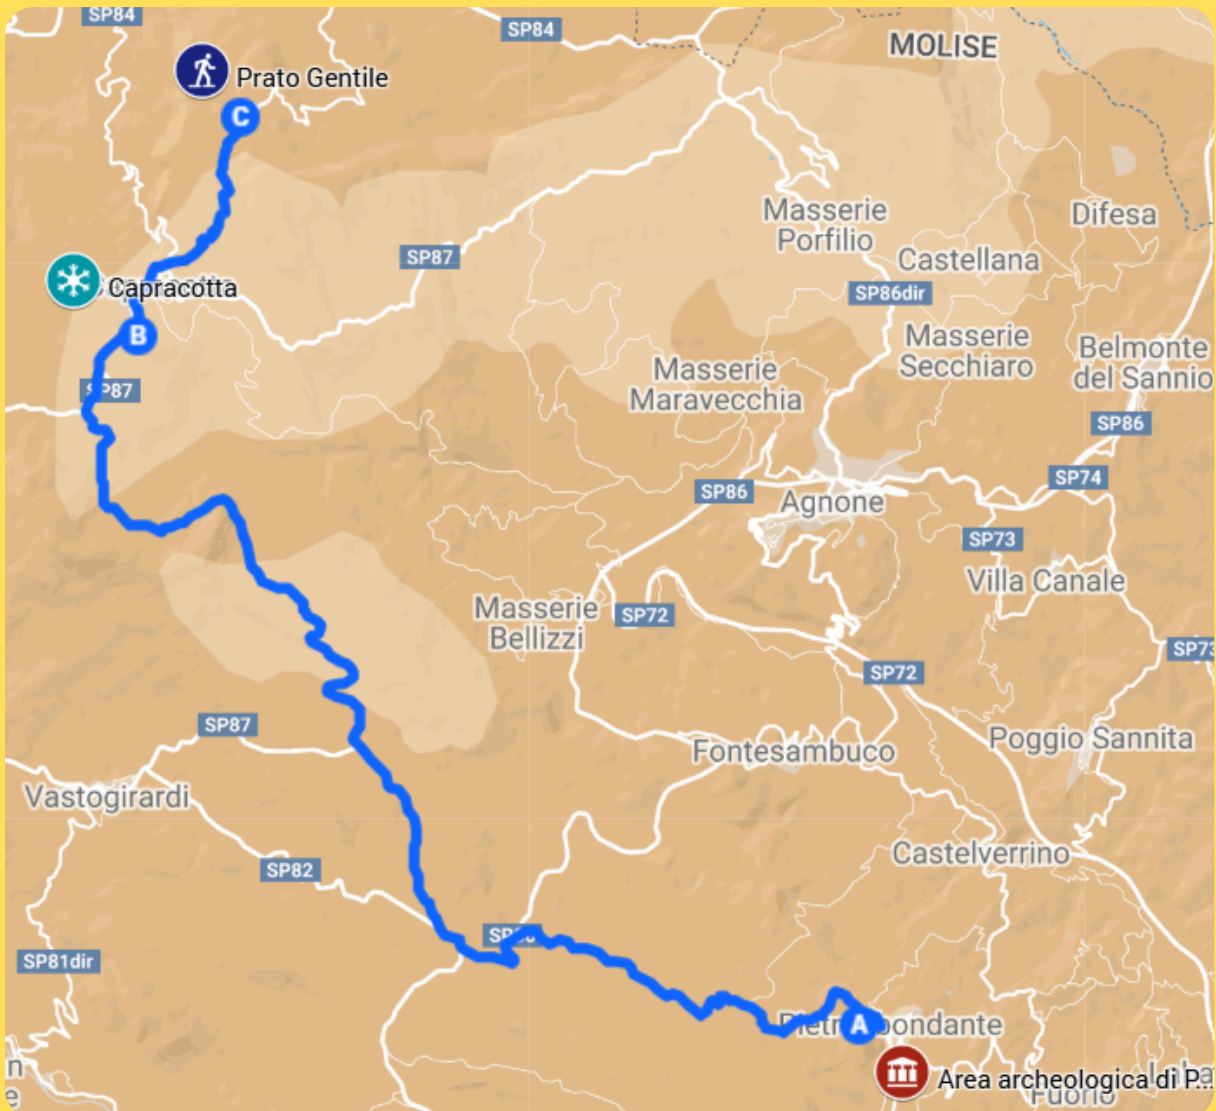 SP84
SP84
MOLISE
Prato Gentile
C
Masserie
Porfilio
Difesa
SP87
Castellana
Capracotta
SP86dir
B
Masserie
Secchiaro
Belmonte
del Sannio
Masserie
Maravecchia
SP87
SP86
SP74
SP86
Agnone
SP73
Villa Canale
Masserie
Bellizzi
SP72
SP73
SP72
SP87
Fontesambuco
Poggio Sannita
Vastogirardi
Castelverrino
SP82
SP81dir
A
Area archeologica di P...